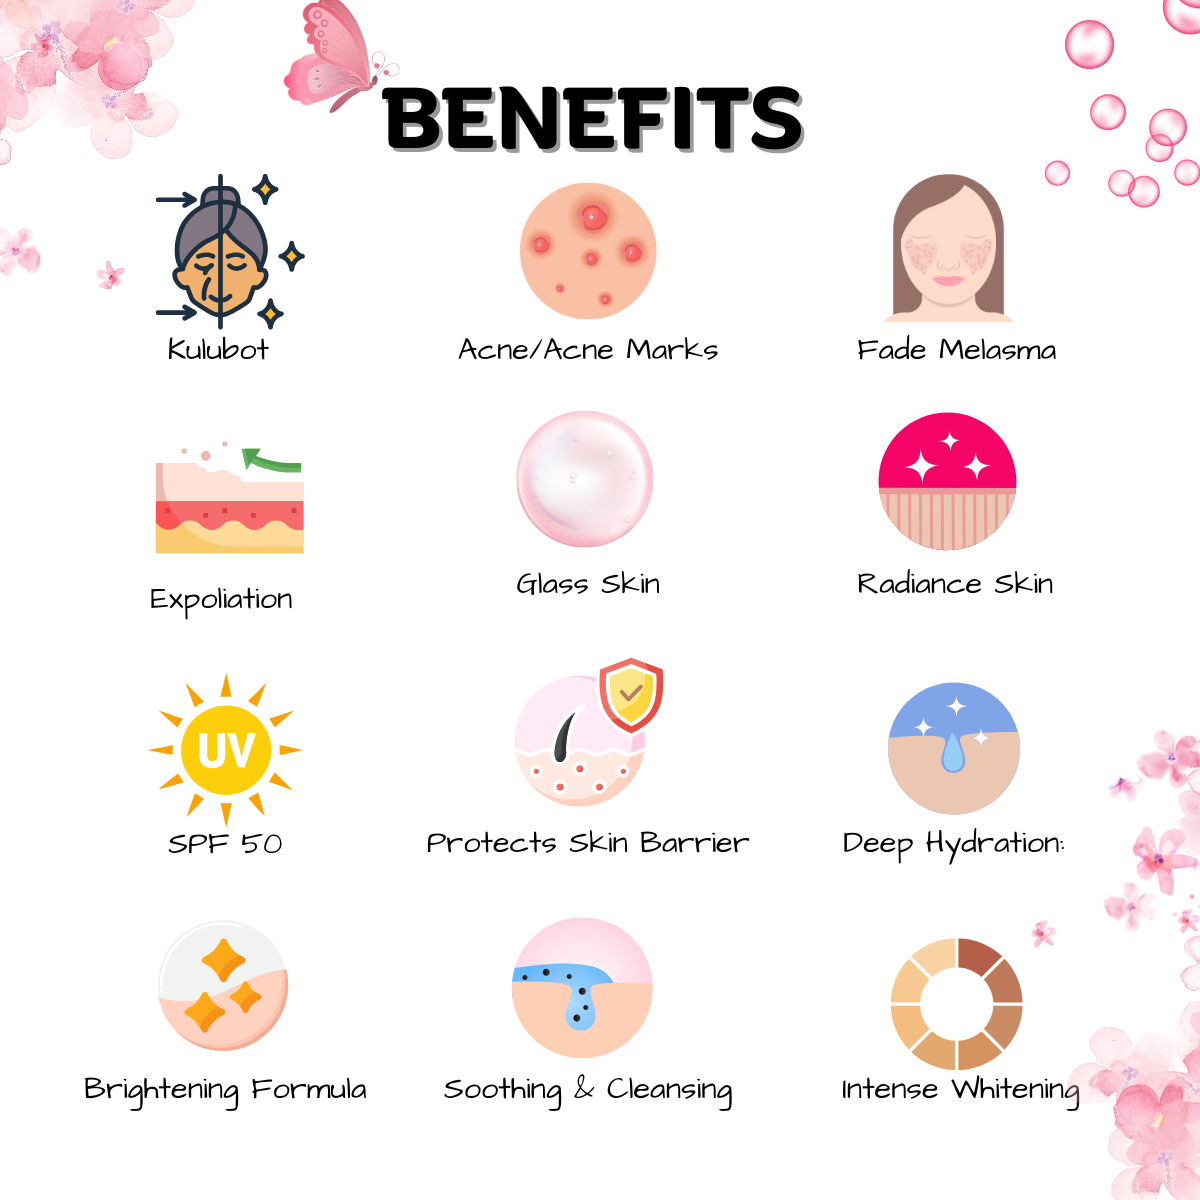 BENEFITS
Kulubot
Acne/Acne Marks
Fade Melasma
Expoliation
Glass Skin
Radiance Skin
UV
SPF 50
Protects Skin Barrier
Deep Hydration:
Brightening Formula
Soothing & Cleansing
Intense Whitening